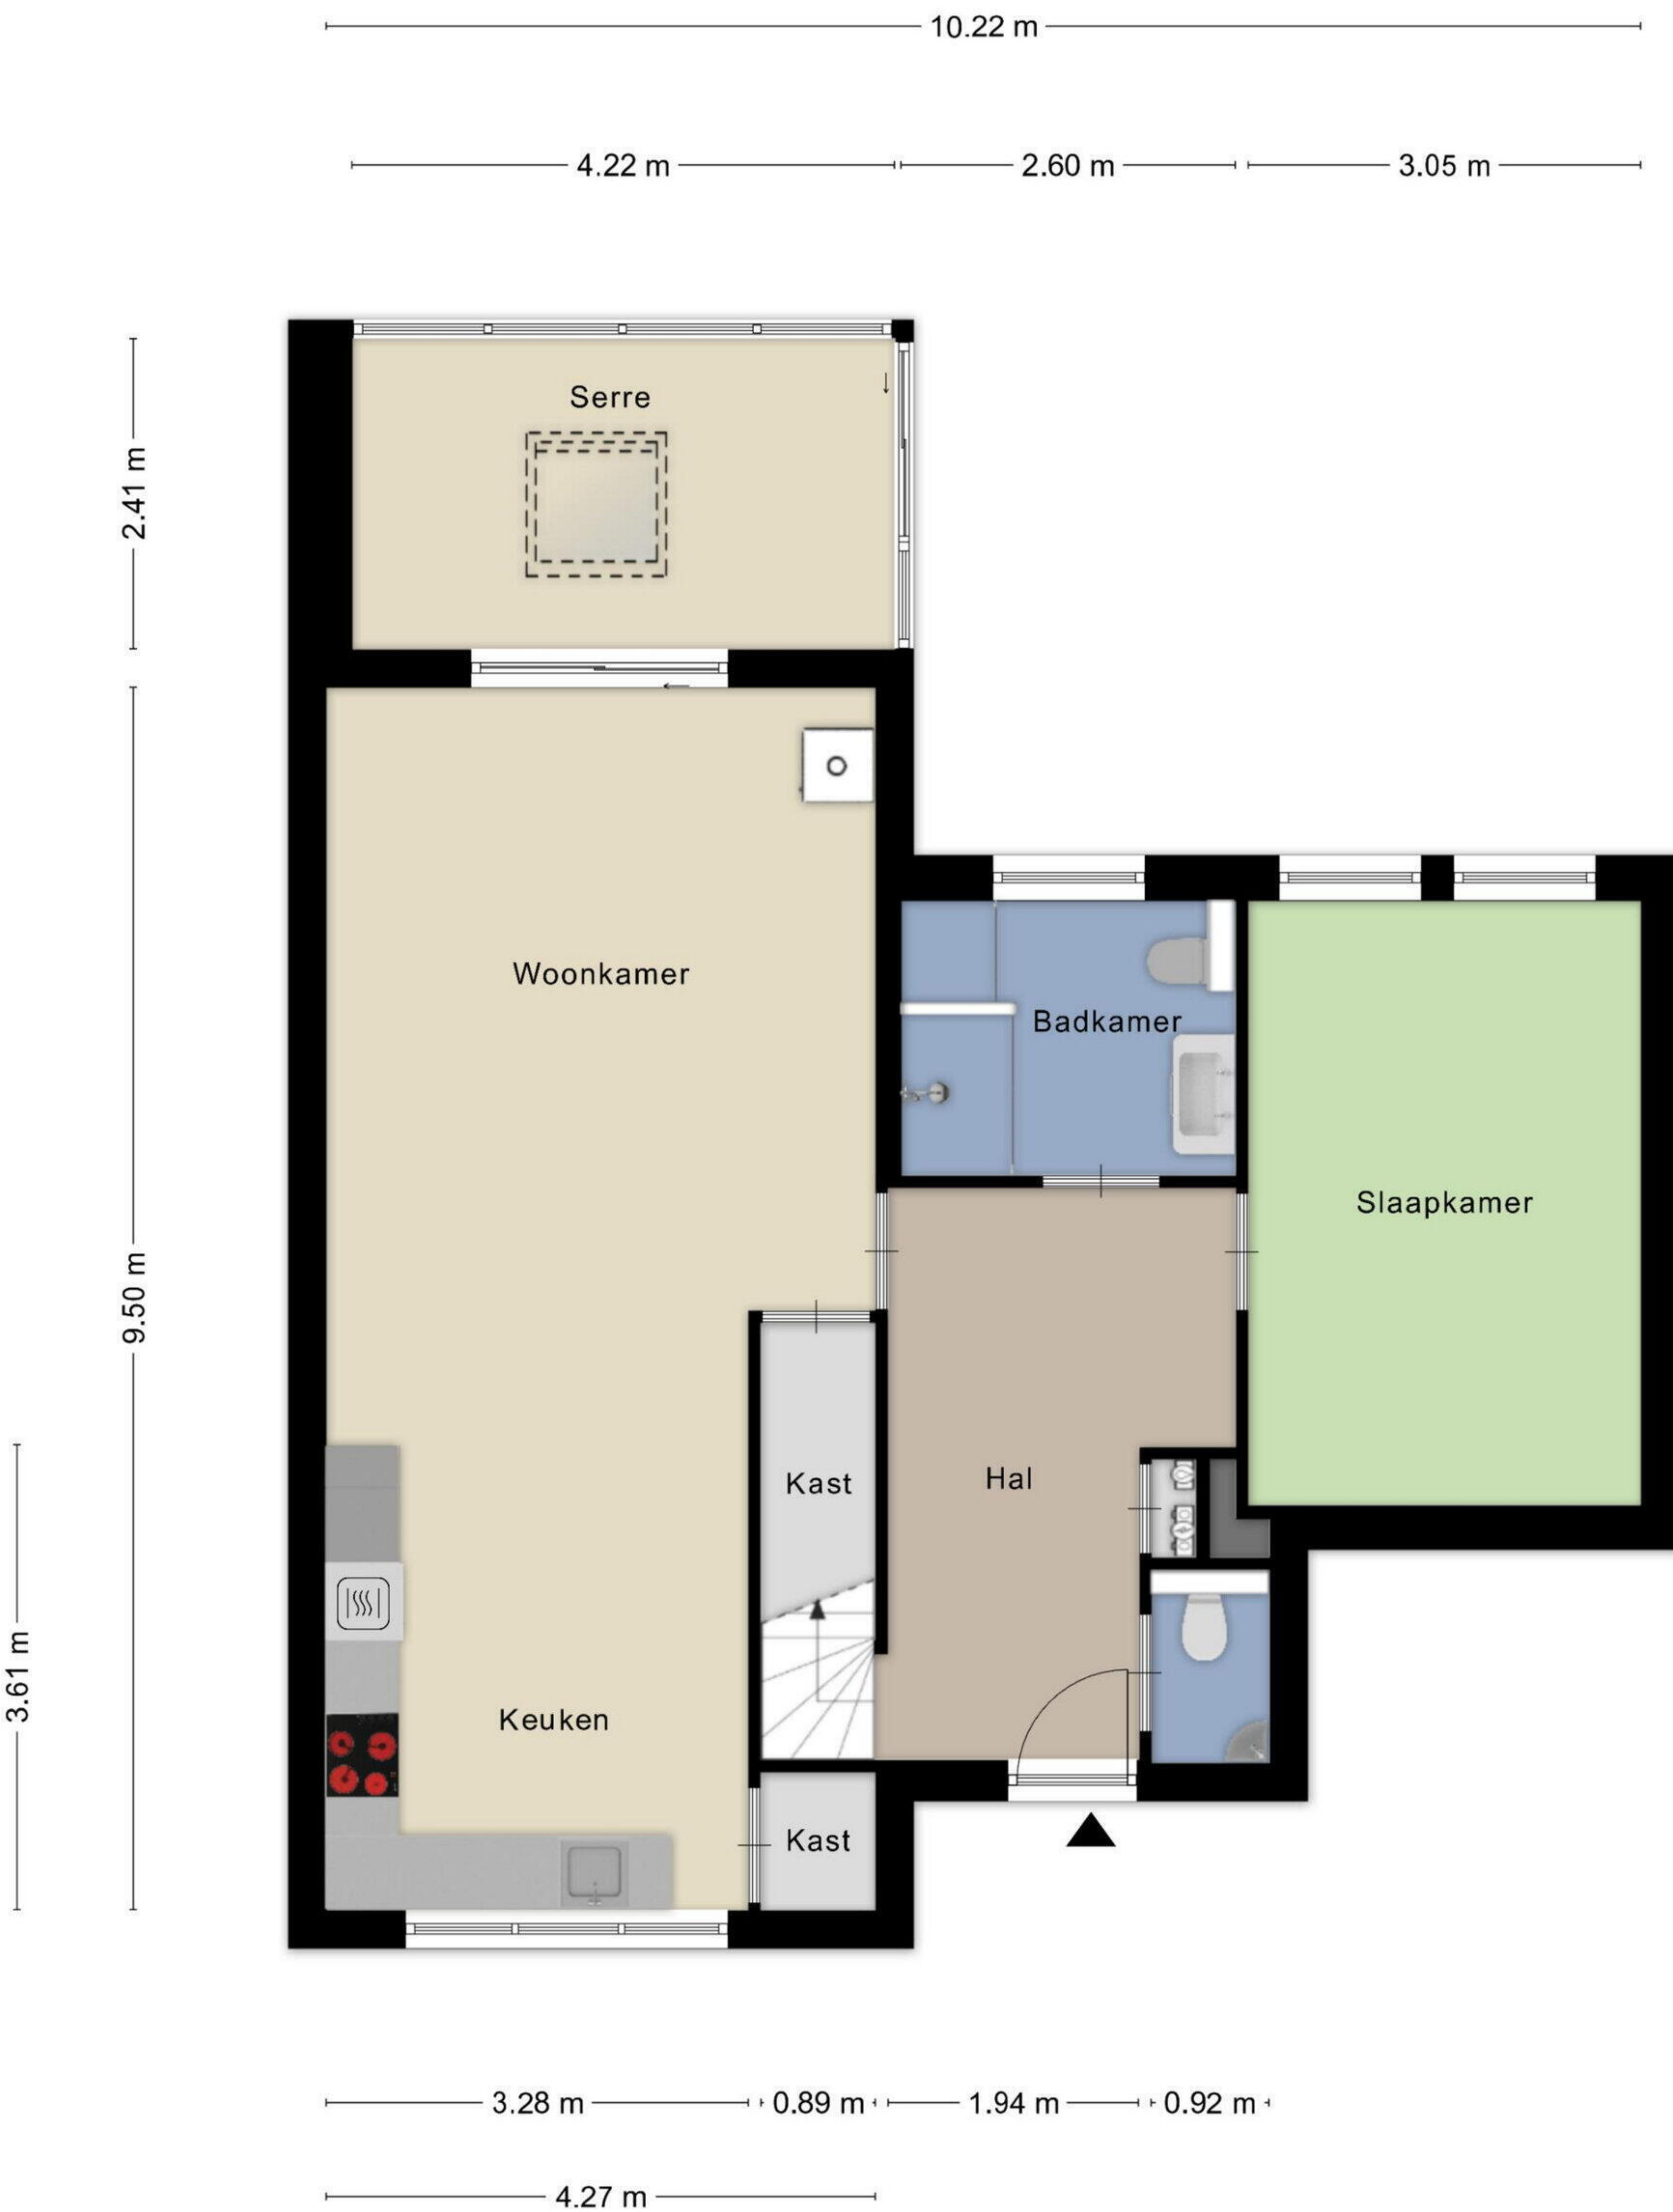 10.22 m
4.22 m
2.60 m
3.05 m
Serre
2.41 m
Woonkamer
Badkamer
Slaapkamer
9.50 m
Kast
Hal
3.61 m
Keuken
Kast
3.28 m
0.89 m
1.94 m
0.92 m
4.27 m